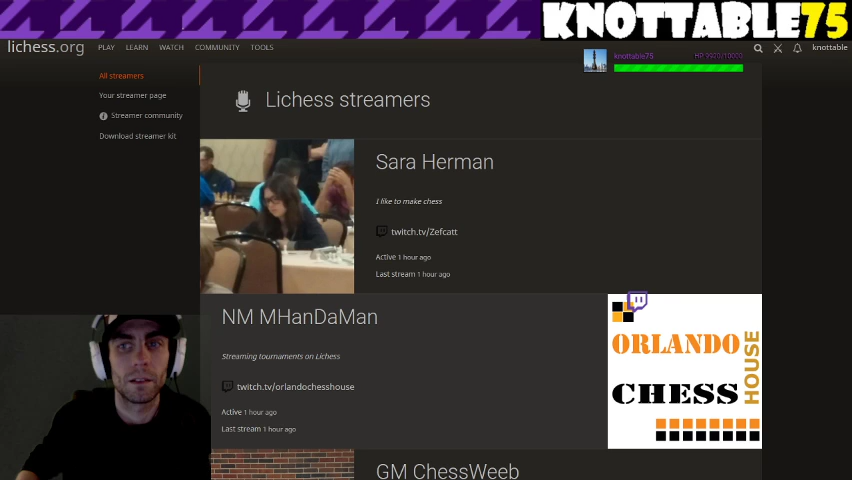 KNOTTABLE75
lichess.org PLAY LEARN WATCH COMMUNITY TOOLS knottable
knottable75 HP 9970/10000
All streamers
Your streamer page
Streamer community
Download streamer kit
Lichess streamers
Sara Herman
I like to make chess
twitch.tv/Zefcatt
Active 1 hour ago
Last stream 1 hour ago
NM MHanDaMan
Streaming tournaments on Lichess
twitch.tv/orlandochesshouse
Active 1 hour ago
Last stream 1 hour ago
ORLANDO
CHESS
HOUSE
GM ChessWeeb